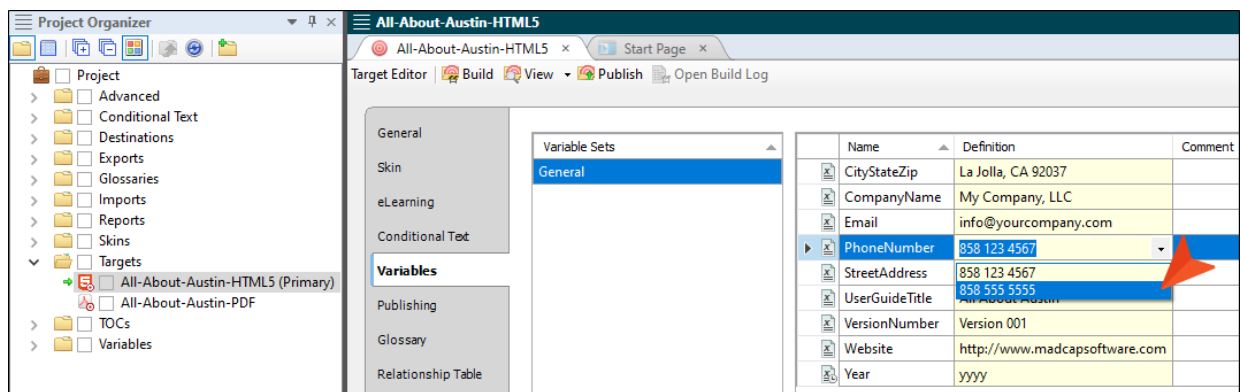 Project Organizer
All-About-Austin-HTML5
All-About-Austin-HTML5
Start Page
Target Editor Build View Publish Open Build Log
Project
Advanced
Conditional Text
Destinations
Exports
Glossaries
Imports
Reports
Skins
Targets
All-About-Austin-HTML5 (Primary)
All-About-Austin-PDF
TOCs
Variables
General
Skin
eLearning
Conditional Text
Variables
Publishing
Glossary
Relationship Table
Variable Sets
General
Name Definition Comment
CityStateZip La Jolla, CA 92037
CompanyName My Company, LLC
Email info@yourcompany.com
PhoneNumber 858 123 4567
StreetAddress 858 123 4567
858 555 5555
UserGuideTitle All About Austin
VersionNumber Version 001
Website http://www.madcapsoftware.com
Year yyyy